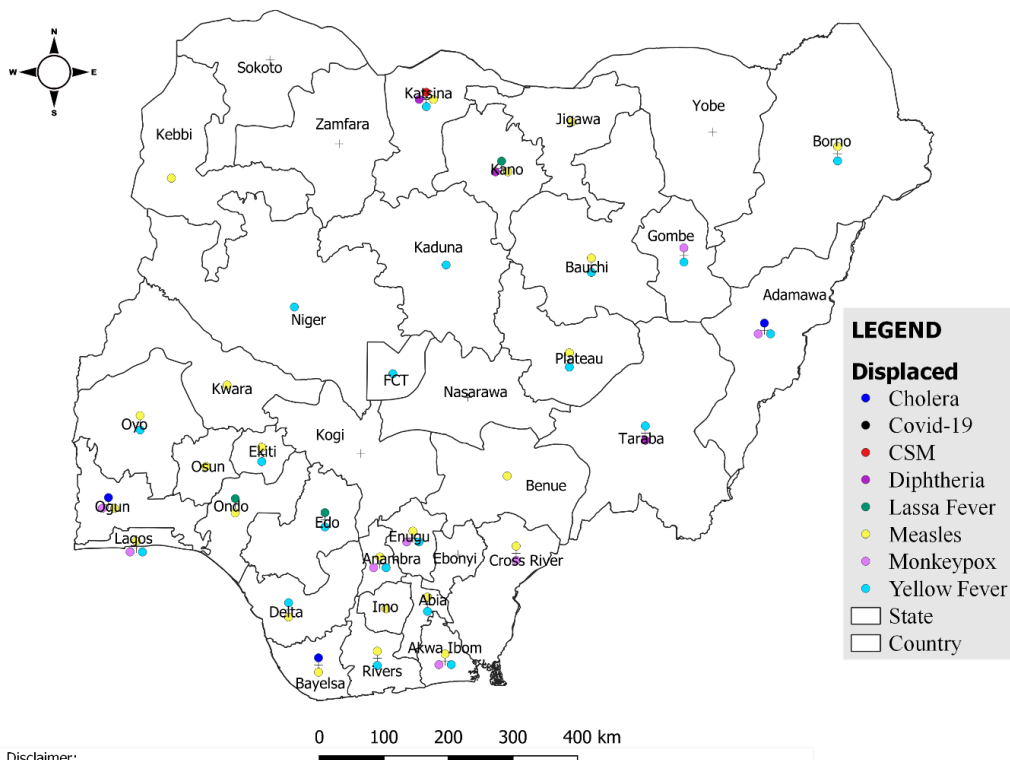 N
W E
S
Sokoto
Katsina
Kebbi
Zamfara
Jigawa
Yobe
Borno
Kano
Kaduna
Bauchi
Gombe
Adamawa
Niger
FCT
Plateau
Nasarawa
Kwara
Oyo
Kogi
Taraba
Osun
Ekiti
Benue
Ogun
Ondo
Edo
Lagos
Enugu
Anambra
Ebonyi
Cross River
Delta
Imo
Abia
Akwa Ibom
Bayelsa
Rivers
LEGEND
Displaced
Cholera
Covid-19
CSM
Diphtheria
Lassa Fever
Measles
Monkeypox
Yellow Fever
State
Country
0 100 200 300 400 km
Disclaimer: